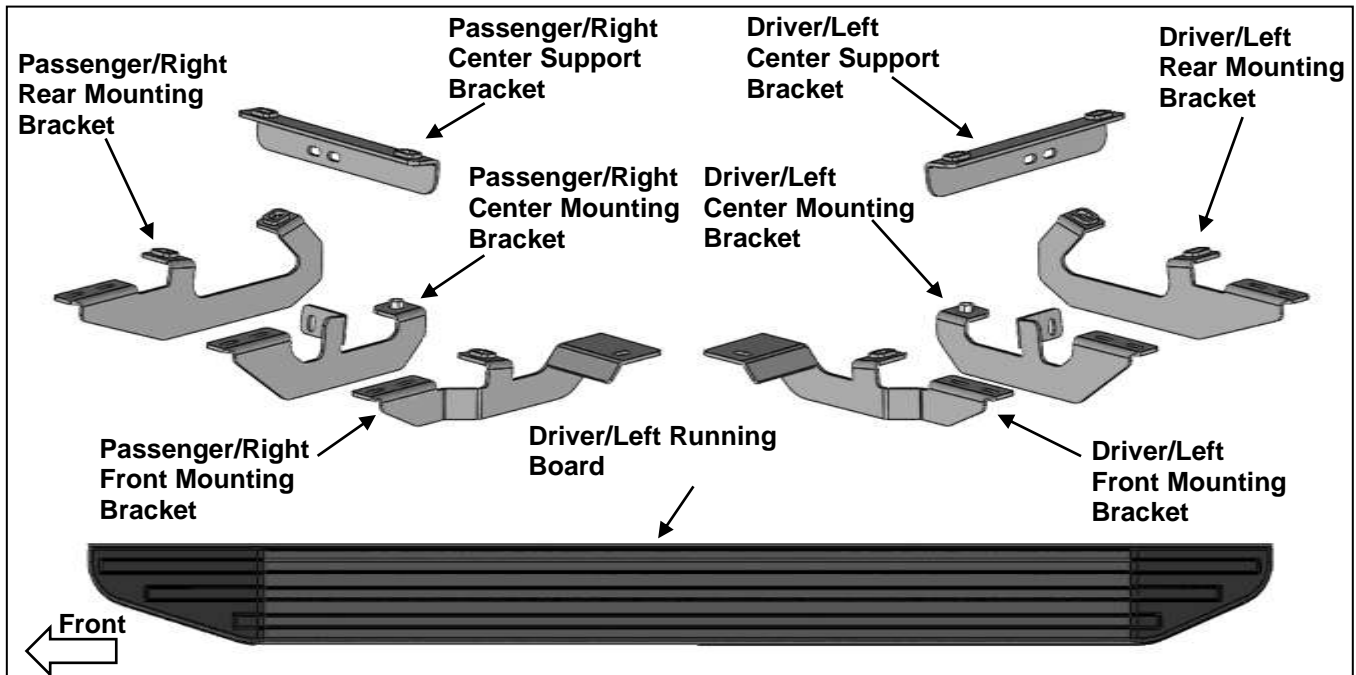 Passenger/Right
Rear Mounting
Bracket
Passenger/Right
Center Support
Bracket
Driver/Left
Center Support
Bracket
Driver/Left
Rear Mounting
Bracket
Passenger/Right
Center Mounting
Bracket
Driver/Left
Center Mounting
Bracket
Passenger/Right
Front Mounting
Bracket
Driver/Left Running
Board
Driver/Left
Front Mounting
Bracket
Front